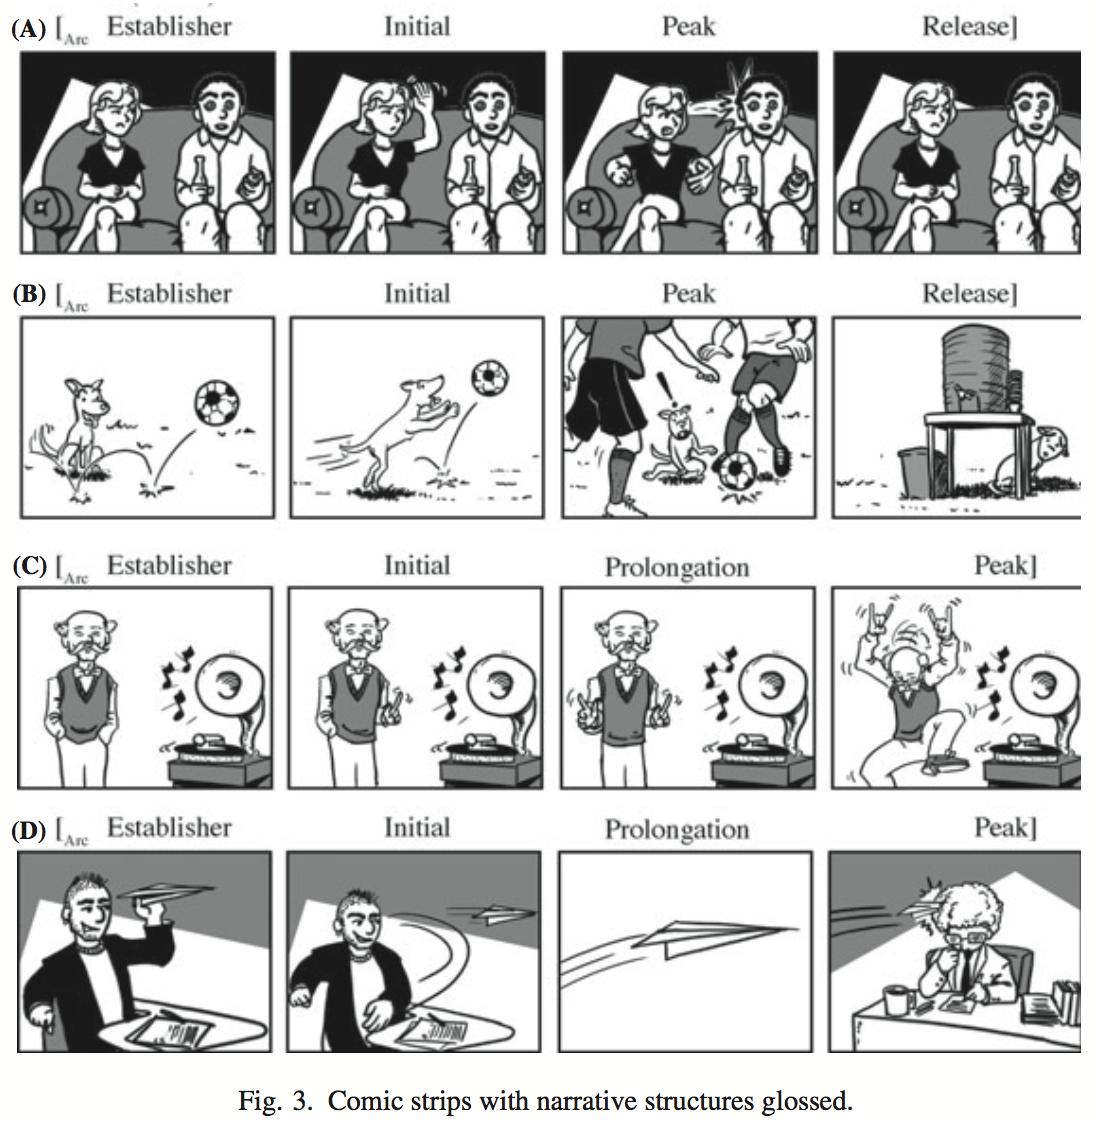 (A) [Arc Establisher Initial Peak Release]
(B) [Arc Establisher Initial Peak Release]
!
(C) [Arc Establisher Initial Prolongation Peak]
(D) [Arc Establisher Initial Prolongation Peak]
Fig. 3. Comic strips with narrative structures glossed.